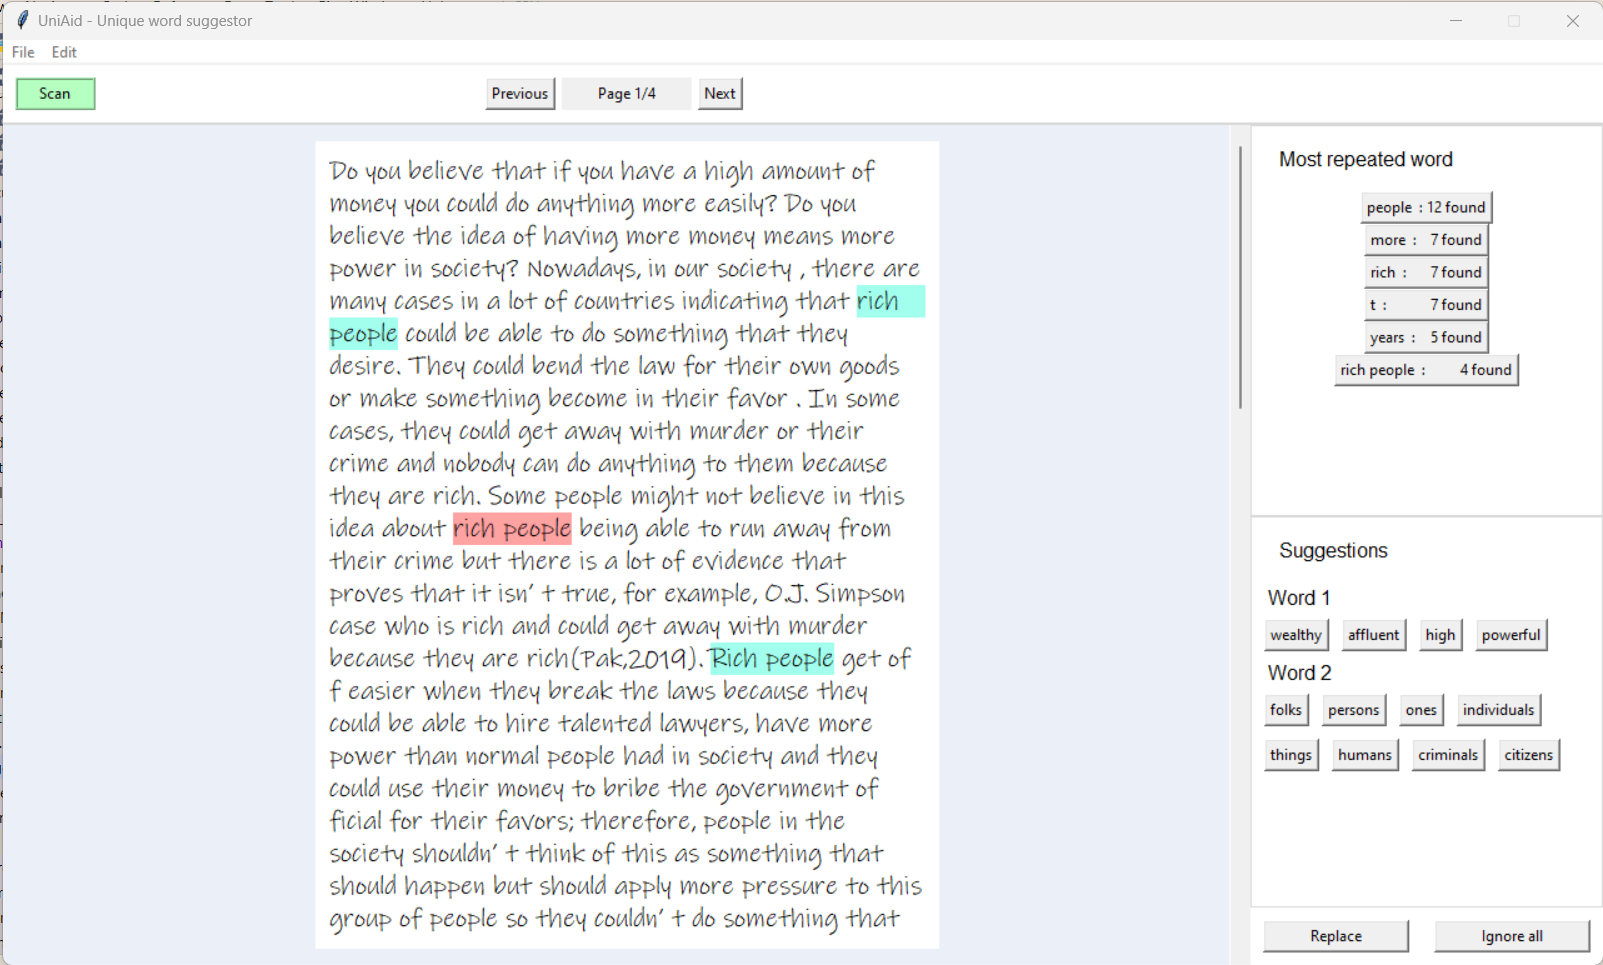 UniAid - Unique word suggestor
File Edit
Scan
Previous Page 1/4 Next
Do you believe that if you have a high amount of
money you could do anything more easily? Do you
believe the idea of having more money means more
power in society? Nowadays, in our society , there are
many cases in a lot of countries indicating that rich
people could be able to do something that they
desire. They could bend the law for their own goods
or make something become in their favor . In some
cases, they could get away with murder or their
crime and nobody can do anything to them because
they are rich. Some people might not believe in this
idea about rich people being able to run away from
their crime but there is a lot of evidence that
proves that it isn’ t true, for example, O.J. Simpson
case who is rich and could get away with murder
because they are rich(Pak,2019). Rich people get of
f easier when they break the laws because they
could be able to hire talented lawyers, have more
power than normal people had in society and they
could use their money to bribe the government of
ficial for their favors; therefore, people in the
society shouldn’ t think of this as something that
should happen but should apply more pressure to this
group of people so they couldn’ t do something that
Most repeated word
people : 12 found
more : 7 found
rich : 7 found
t : 7 found
years : 5 found
rich people : 4 found
Suggestions
Word 1
wealthy affluent high powerful
Word 2
folks persons ones individuals
things humans criminals citizens
Replace Ignore all